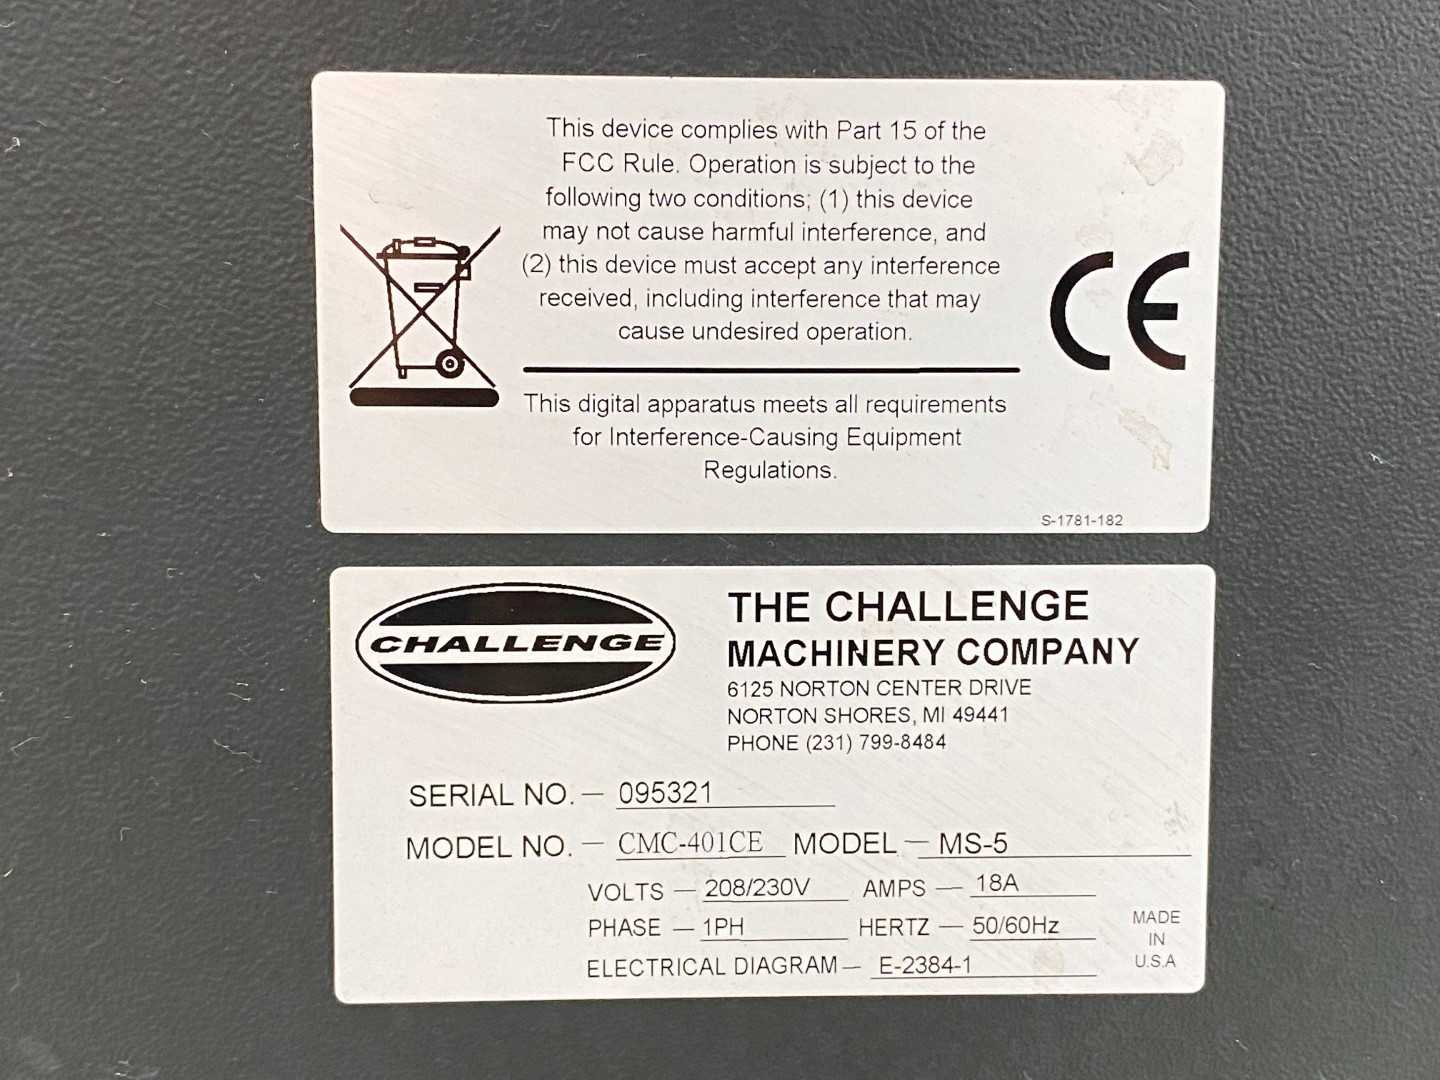 This device complies with Part 15 of the
FCC Rule. Operation is subject to the
following two conditions; (1) this device
may not cause harmful interference, and
(2) this device must accept any interference
received, including interference that may
cause undesired operation.
CE
This digital apparatus meets all requirements
for Interference-Causing Equipment
Regulations.
S-1781-182
CHALLENGE
THE CHALLENGE
MACHINERY COMPANY
6125 NORTON CENTER DRIVE
NORTON SHORES, MI 49441
PHONE (231) 799-8484
SERIAL NO. — 095321
MODEL NO. — CMC-401CE MODEL — MS-5
VOLTS — 208/230V AMPS — 18A
PHASE — 1PH HERTZ — 50/60Hz
ELECTRICAL DIAGRAM — E-2384-1
MADE
IN
U.S.A